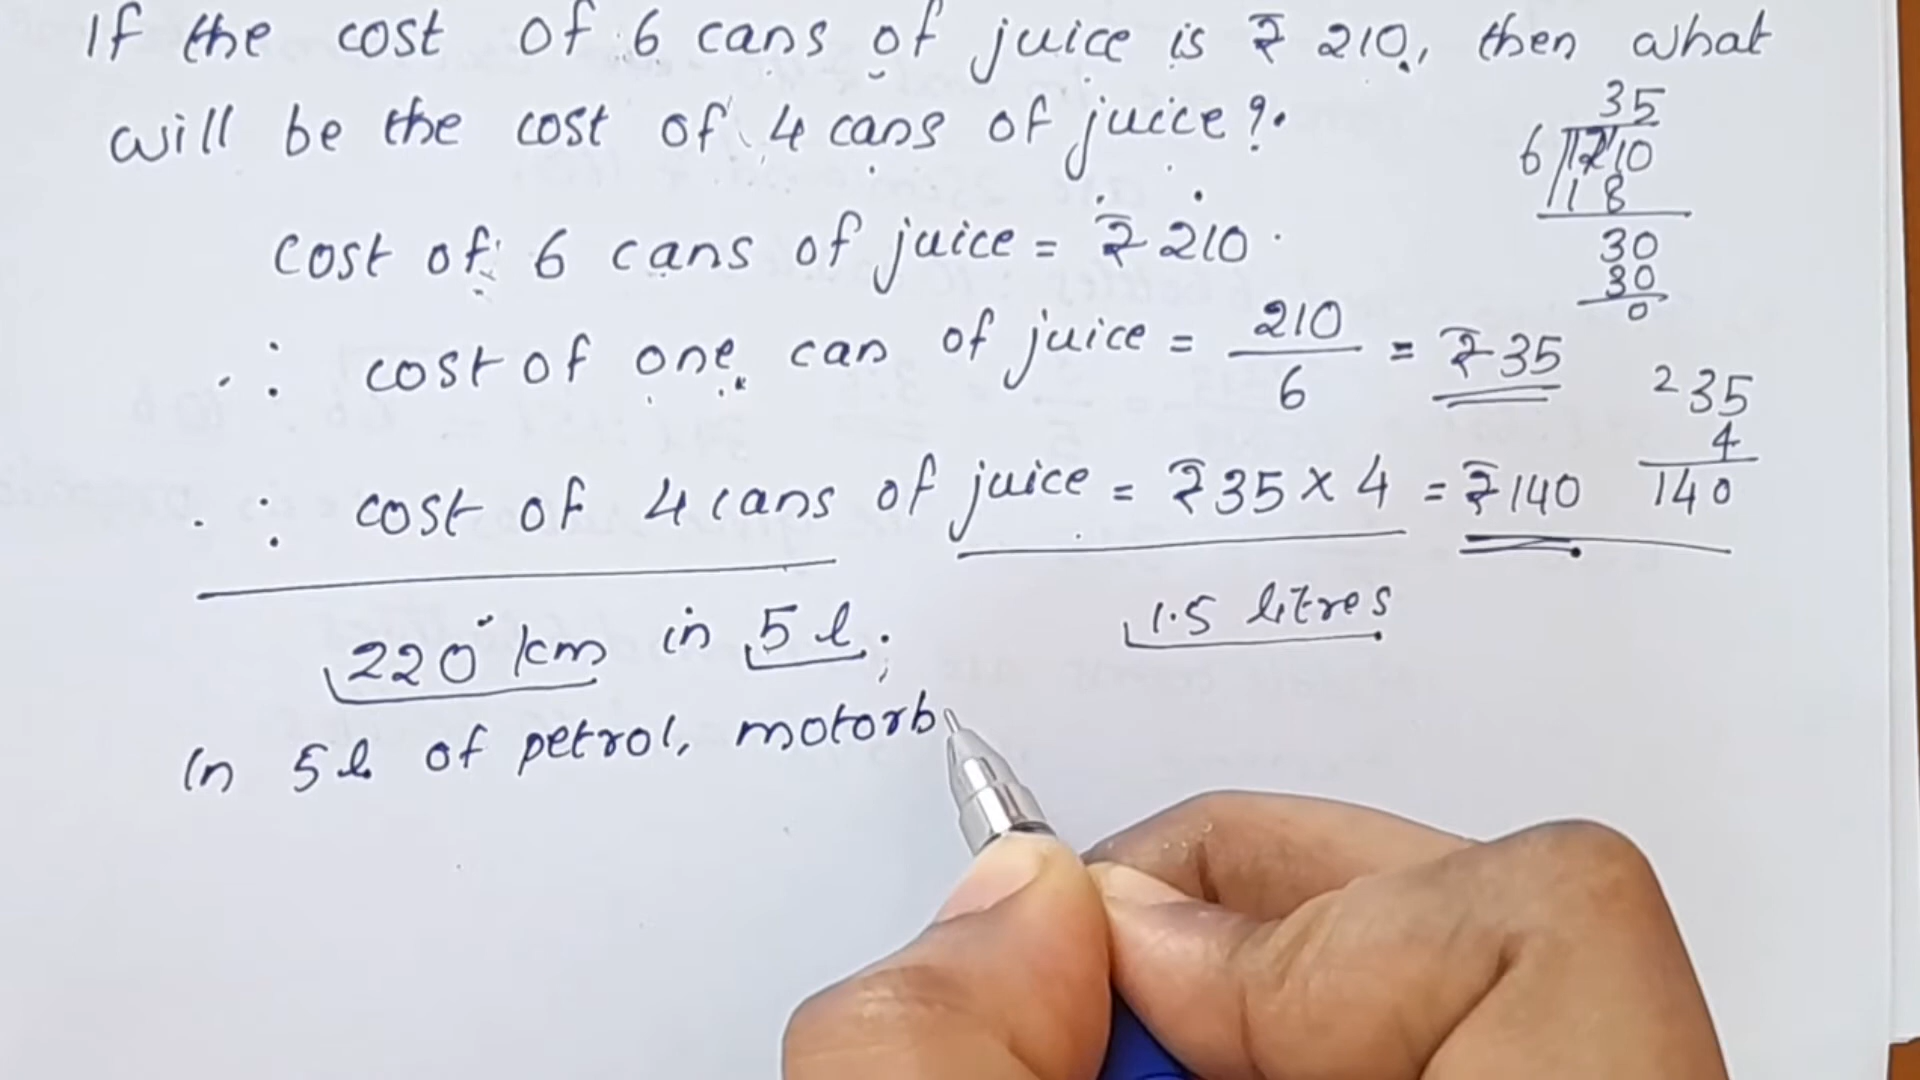 If the cost of 6 cans of juice is ₹ 210, then what
will be the cost of 4 cans of juice?
cost of 6 cans of juice = ₹ 210
∴ cost of one can of juice = 210/6 = ₹ 35
∴ cost of 4 cans of juice = ₹ 35 × 4 = ₹ 140
35
6 210
18
30
30
0
2 35
4
140
220 km in 5 l ; 1.5 litres
In 5 l of petrol, motorb